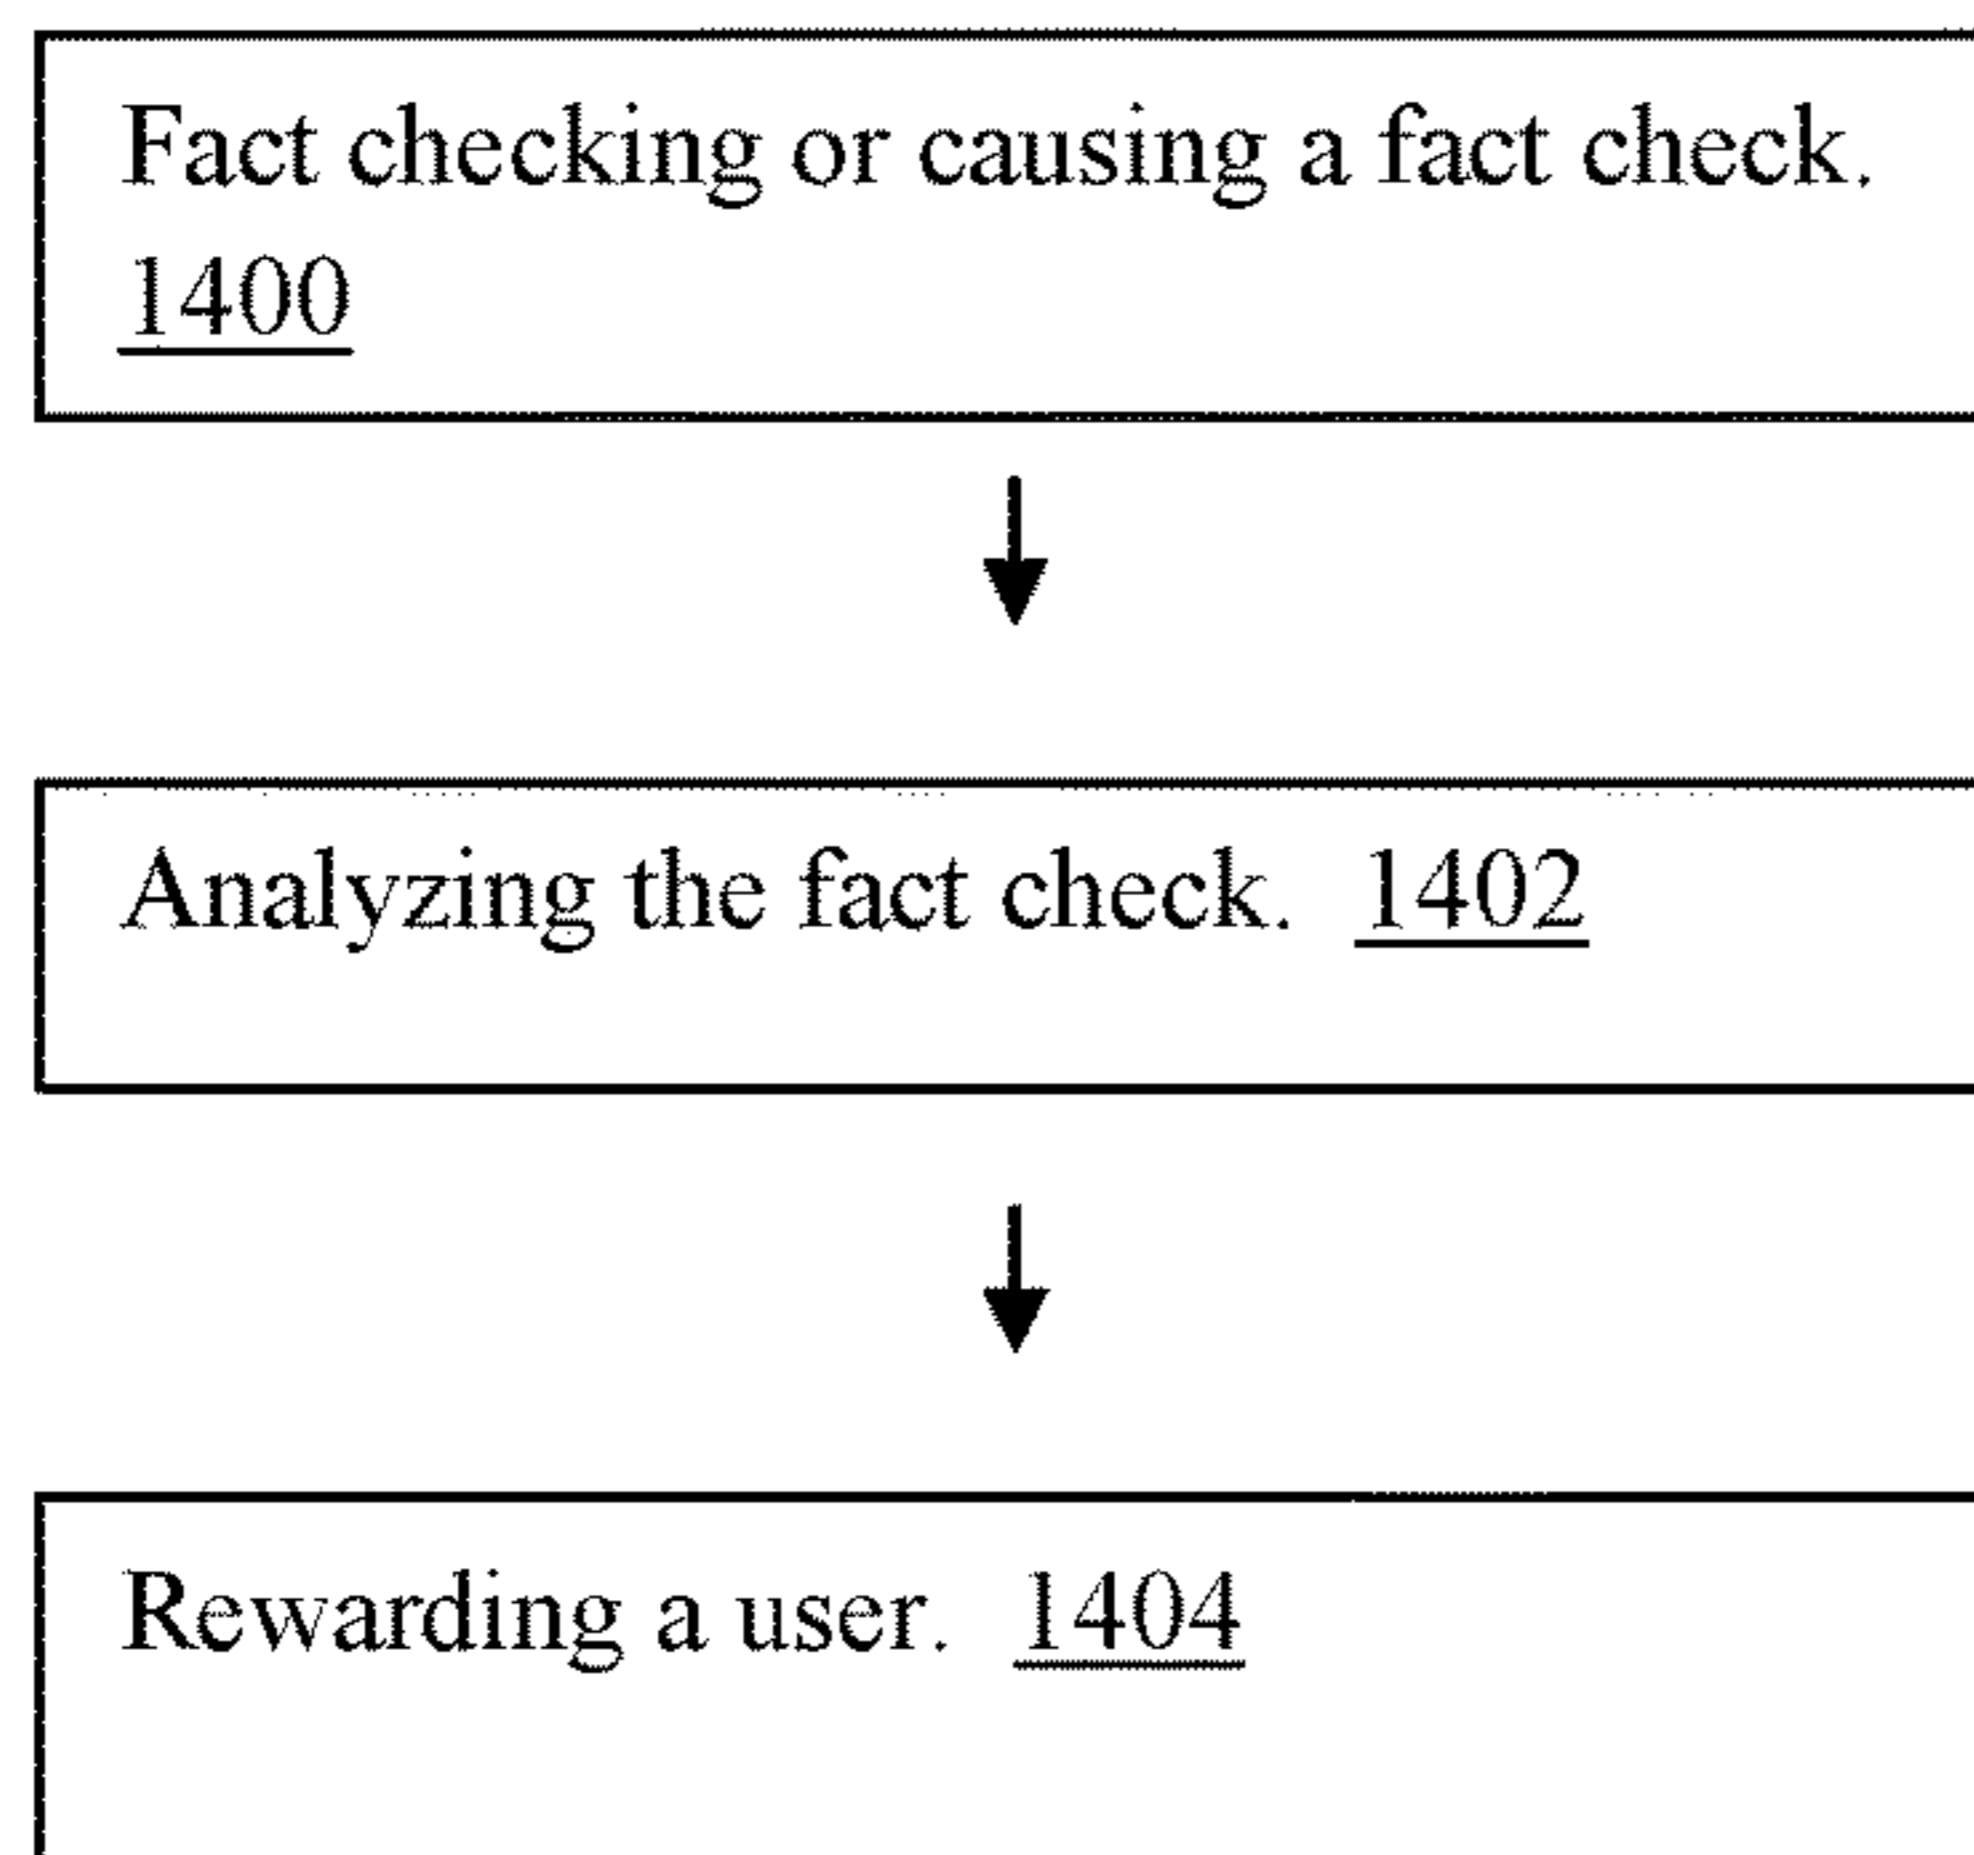 Fact checking or causing a fact check.
1400
Analyzing the fact check. 1402
Rewarding a user. 1404